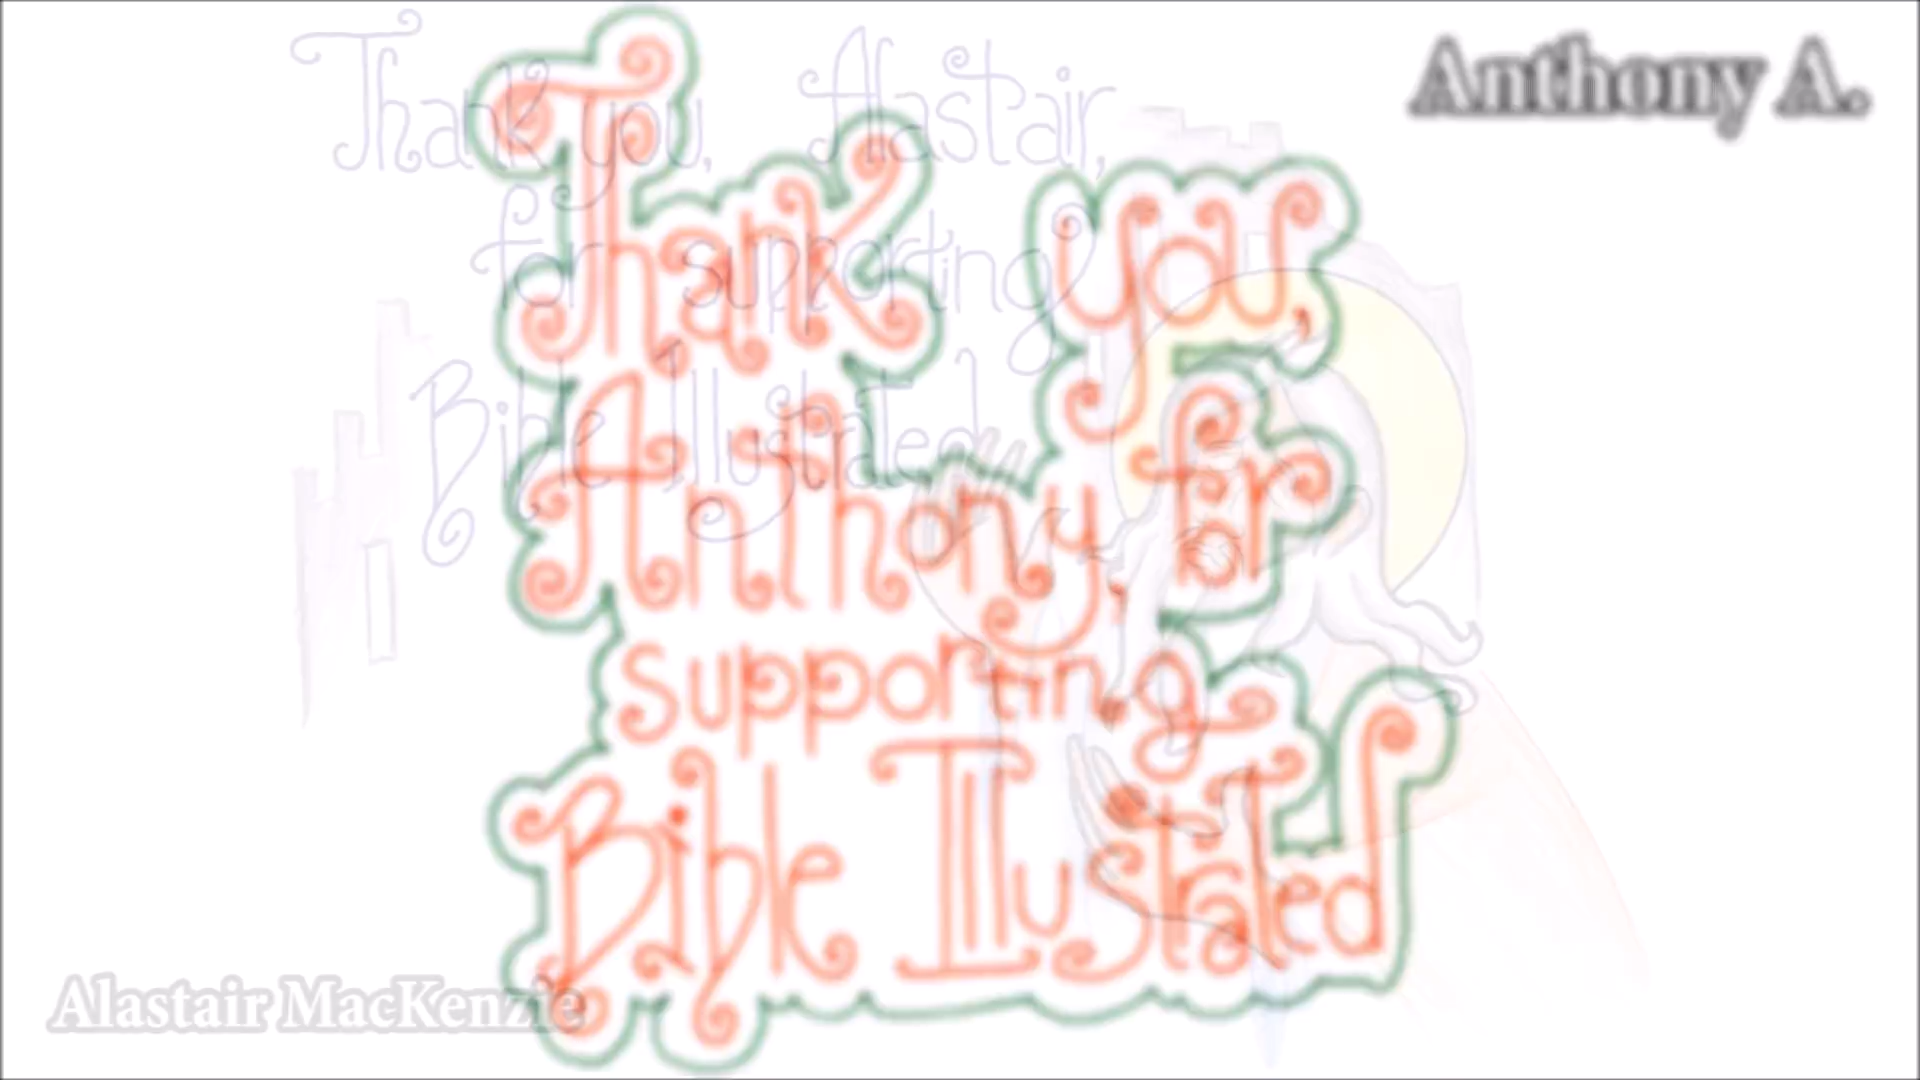 Anthony A.
Thank you, Alastair,
for supporting
Bible Illustrated
Thank you,
Anthony, for
supporting
Bible Illustrated
Alastair MacKenzie